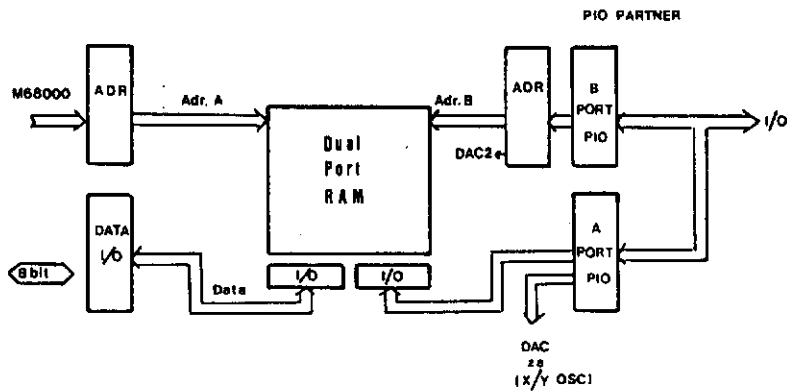 PIO PARTNER
M68000
ADR
Adr. A
Dual
Port
RAM
Adr.B
ADR
DAC2
B
PORT
PIO
I/O
DATA
I/O
8bit
Data
I/O
I/O
A
PORT
PIO
DAC
28
(X/Y OSC)